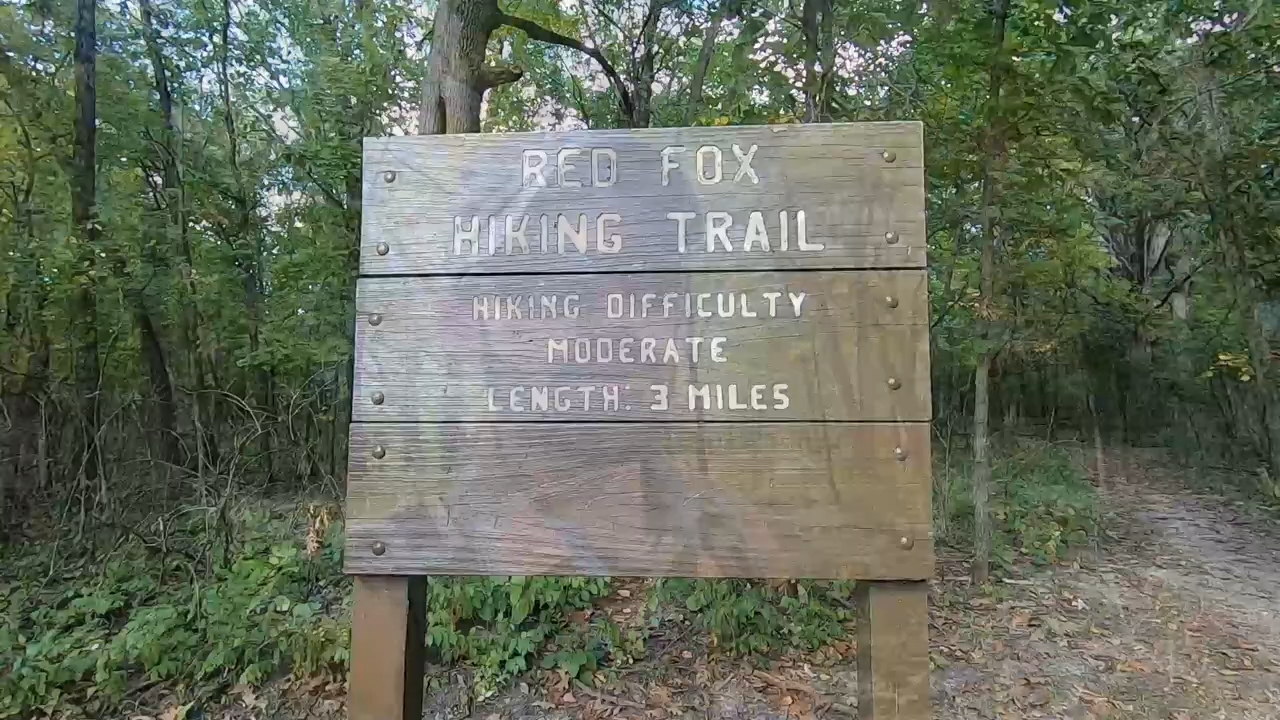 RED FOX
HIKING TRAIL
HIKING DIFFICULTY
MODERATE
LENGTH: 3 MILES